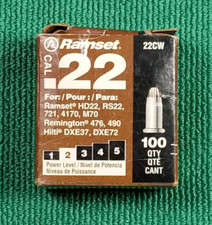 Ramset
22CW
CAL
.22
For: / Pour: / Para:
Ramset® HD22, RS22,
721, 4170, M70
Remington® 476, 490
Hilti® DXE37, DXE72
100
QTY
QTÉ
CANT
1 2 3 4 5
Power Level / Nivel de Potencia
Niveau de Puissance